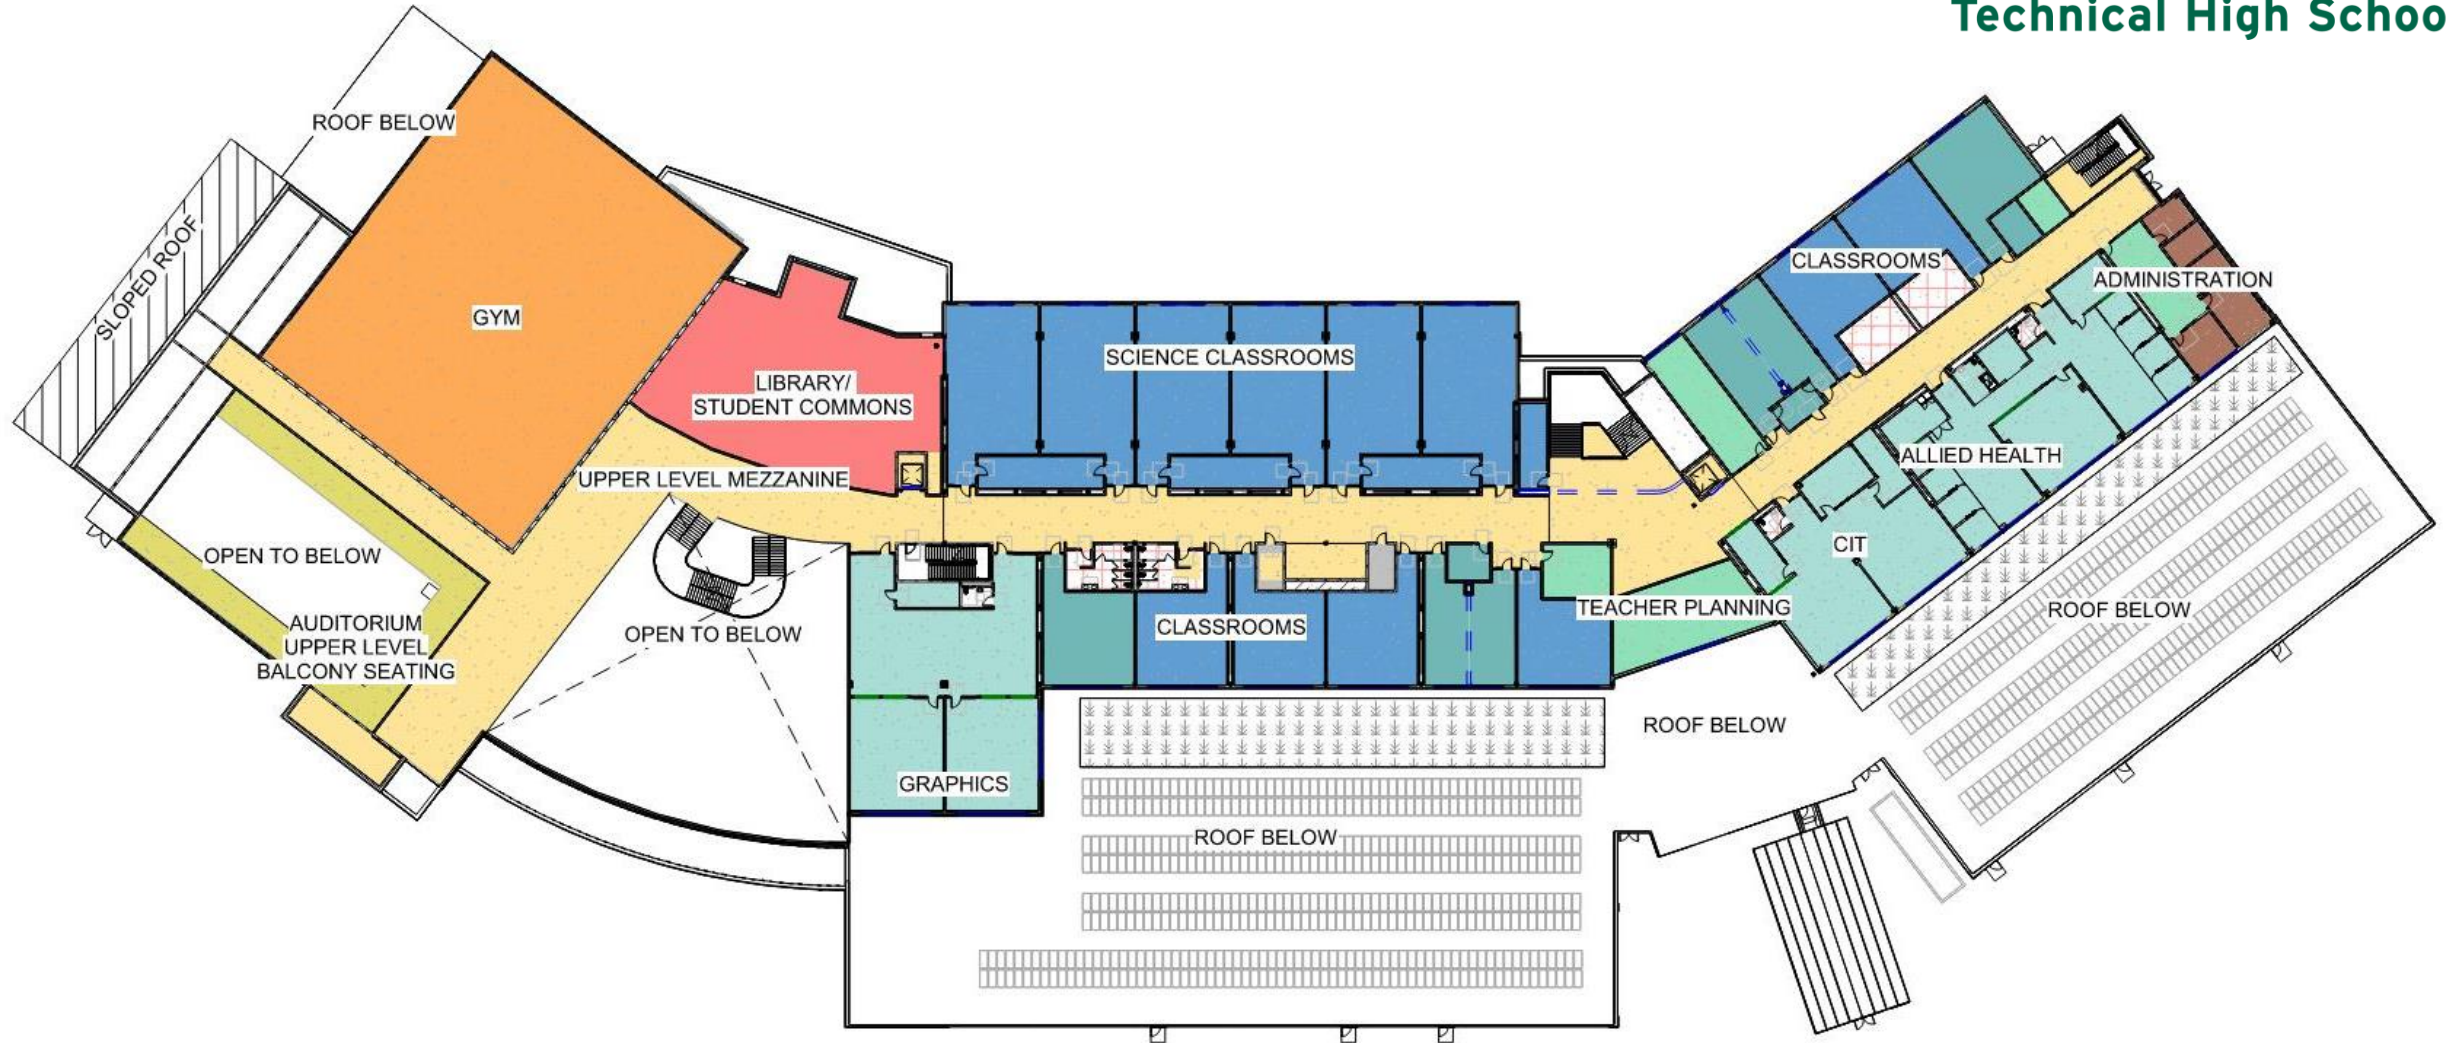 Technical High Schoo
ROOF BELOW
SLOPED ROOF
GYM
CLASSROOMS
ADMINISTRATION
SCIENCE CLASSROOMS
LIBRARY/
STUDENT COMMONS
UPPER LEVEL MEZZANINE
ALLIED HEALTH
OPEN TO BELOW
CIT
AUDITORIUM
UPPER LEVEL
BALCONY SEATING
OPEN TO BELOW
CLASSROOMS
TEACHER PLANNING
ROOF BELOW
ROOF BELOW
GRAPHICS
ROOF BELOW